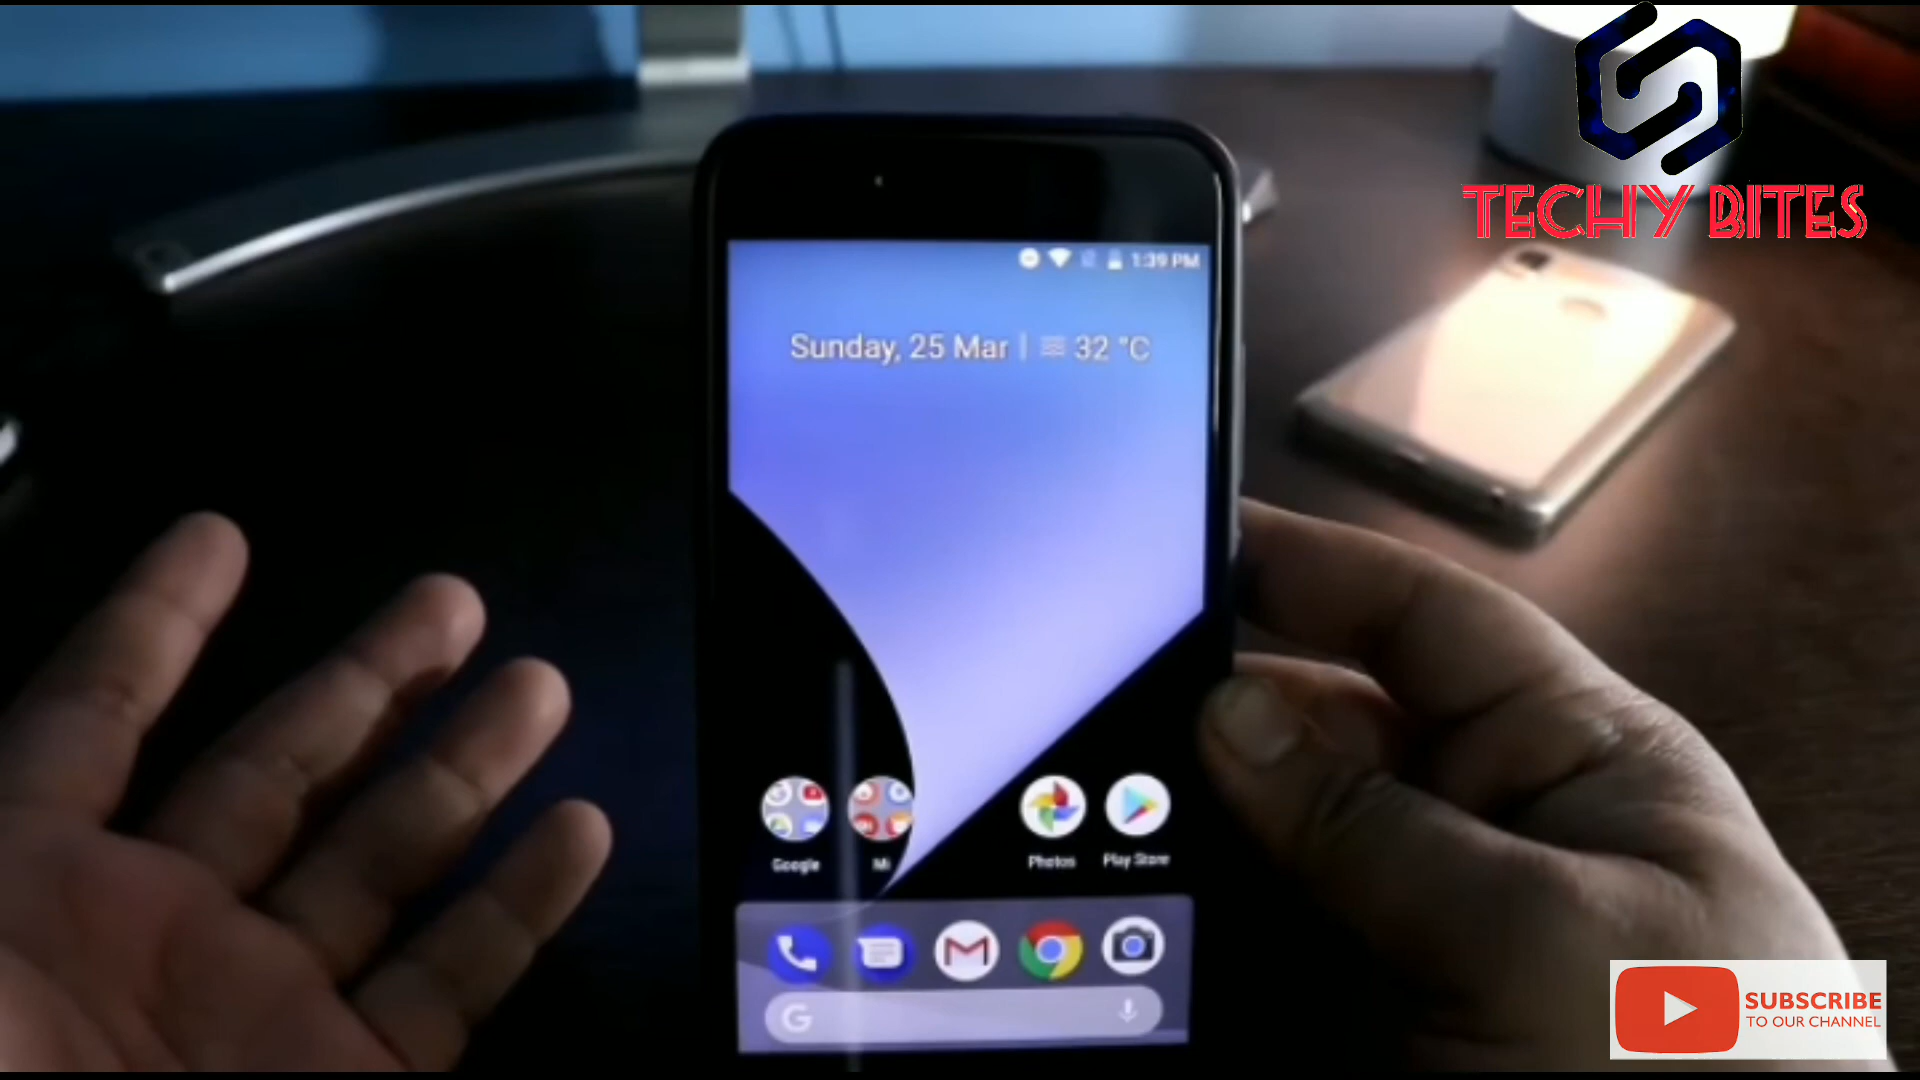 TECHY BITES
1:39 PM
Sunday, 25 Mar | 32 °C
Google
Mi
Photos
Play Store
G
SUBSCRIBE
TO OUR CHANNEL